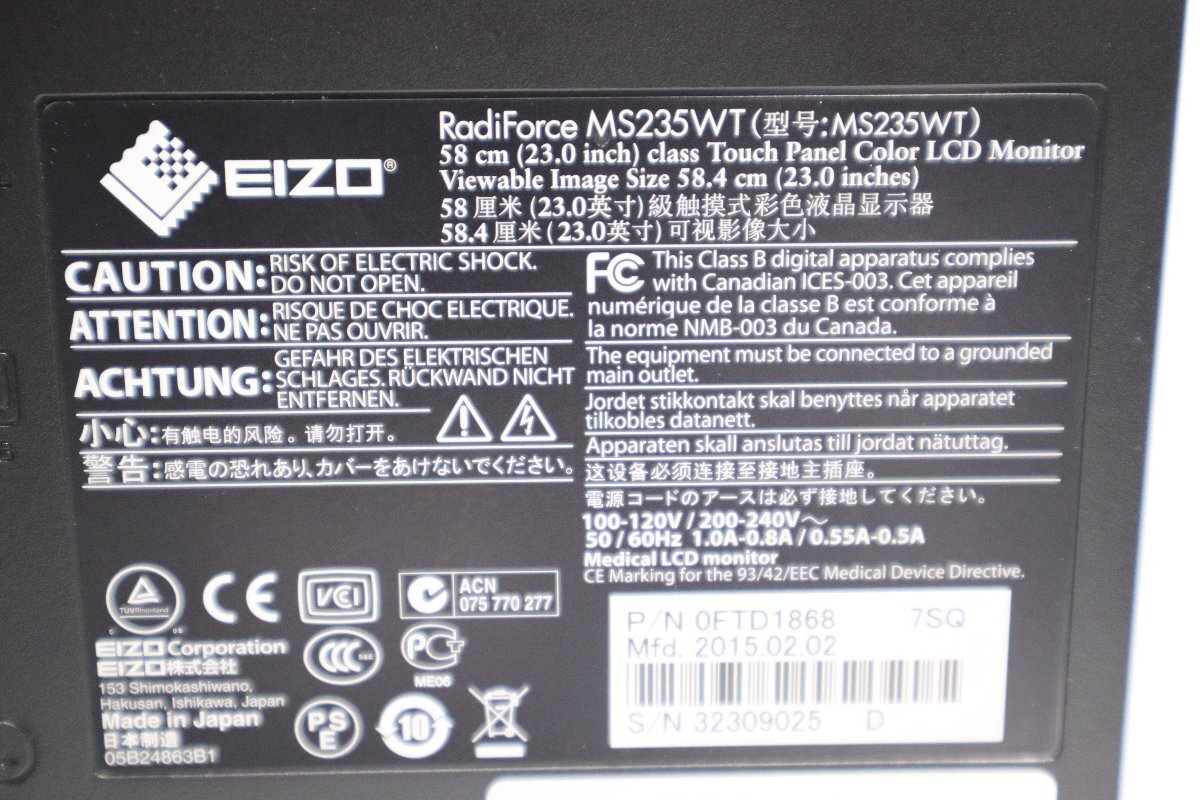 EIZO®
RadiForce MS235WT(型号:MS235WT)
58 cm (23.0 inch) class Touch Panel Color LCD Monitor
Viewable Image Size 58.4 cm (23.0 inches)
58 厘米 (23.0英寸)級触摸式彩色液晶显示器
58.4 厘米 (23.0英寸)可视影像大小
CAUTION: RISK OF ELECTRIC SHOCK.
DO NOT OPEN.
ATTENTION: RISQUE DE CHOC ELECTRIQUE.
NE PAS OUVRIR.
ACHTUNG: GEFAHR DES ELEKTRISCHEN
SCHLAGES. RÜCKWAND NICHT
ENTFERNEN.
小心: 有触电的风险。请勿打开。
警告: 感電の恐れあり、カバーをあけないでください。
FC This Class B digital apparatus complies
with Canadian ICES-003. Cet appareil
numérique de la classe B est conforme à
la norme NMB-003 du Canada.
The equipment must be connected to a grounded
main outlet.
Jordet stikkontakt skal benyttes når apparatet
tilkobles datanett.
Apparaten skall anslutas till jordat nätuttag.
这设备必须连接至接地主插座。
電源コードのアースは必ず接地してください。
100-120V / 200-240V～
50 / 60Hz 1.0A-0.8A / 0.55A-0.5A
Medical LCD monitor
CE Marking for the 93/42/EEC Medical Device Directive.
TÜVRheinland
C US
CE
VCI
ACN
075 770 277
CCC S&E
PCT
ME06
EIZO Corporation
EIZO株式会社
153 Shimokashiwano,
Hakusan, Ishikawa, Japan
Made in Japan
日本制造
05B24863B1
PSE
10
P/N 0FTD1868 7SQ
Mfd. 2015.02.02
S/N 32309025 D